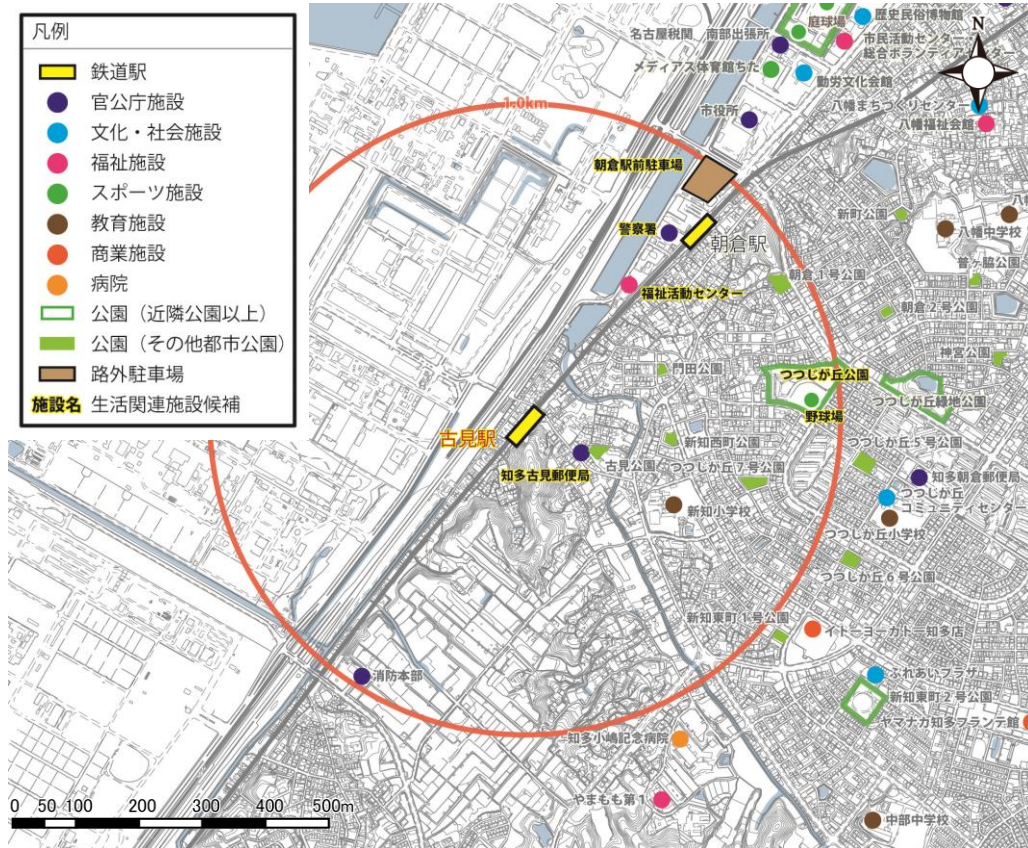 凡例
鉄道駅
官公庁施設
文化・社会施設
福祉施設
スポーツ施設
教育施設
商業施設
病院
公園(近隣公園以上)
公園(その他都市公園)
路外駐車場
施設名 生活関連施設候補
庭球場
歴史民俗博物館
名古屋税関 南部出張所
市民活動センター・
総合ボランティアセンター
N
メディアス体育館ちた
勤労文化会館
1.0km
八幡まちづくりセンター
市役所
八幡福祉会館
朝倉駅前駐車場
新町公園
八幡中学校
警察署
朝倉駅
普ヶ脇公園
朝倉1号公園
福祉活動センター
朝倉2号公園
門田公園
神宮公園
つつじが丘公園
つつじが丘緑地公園
野球場
古見駅
新知西町公園
つつじが丘5号公園
知多古見郵便局
古見公園
つつじが丘7号公園
知多朝倉郵便局
つつじが丘
コミュニティセンター
新知小学校
つつじが丘小学校
つつじが丘6号公園
新知東町1号公園
イトーヨーカドー知多店
消防本部
ふれあいプラザ
新知東町2号公園
ヤマナカ知多フランテ館
知多小嶋記念病院
やまもも第1
0 50 100 200 300 400 500m
中部中学校